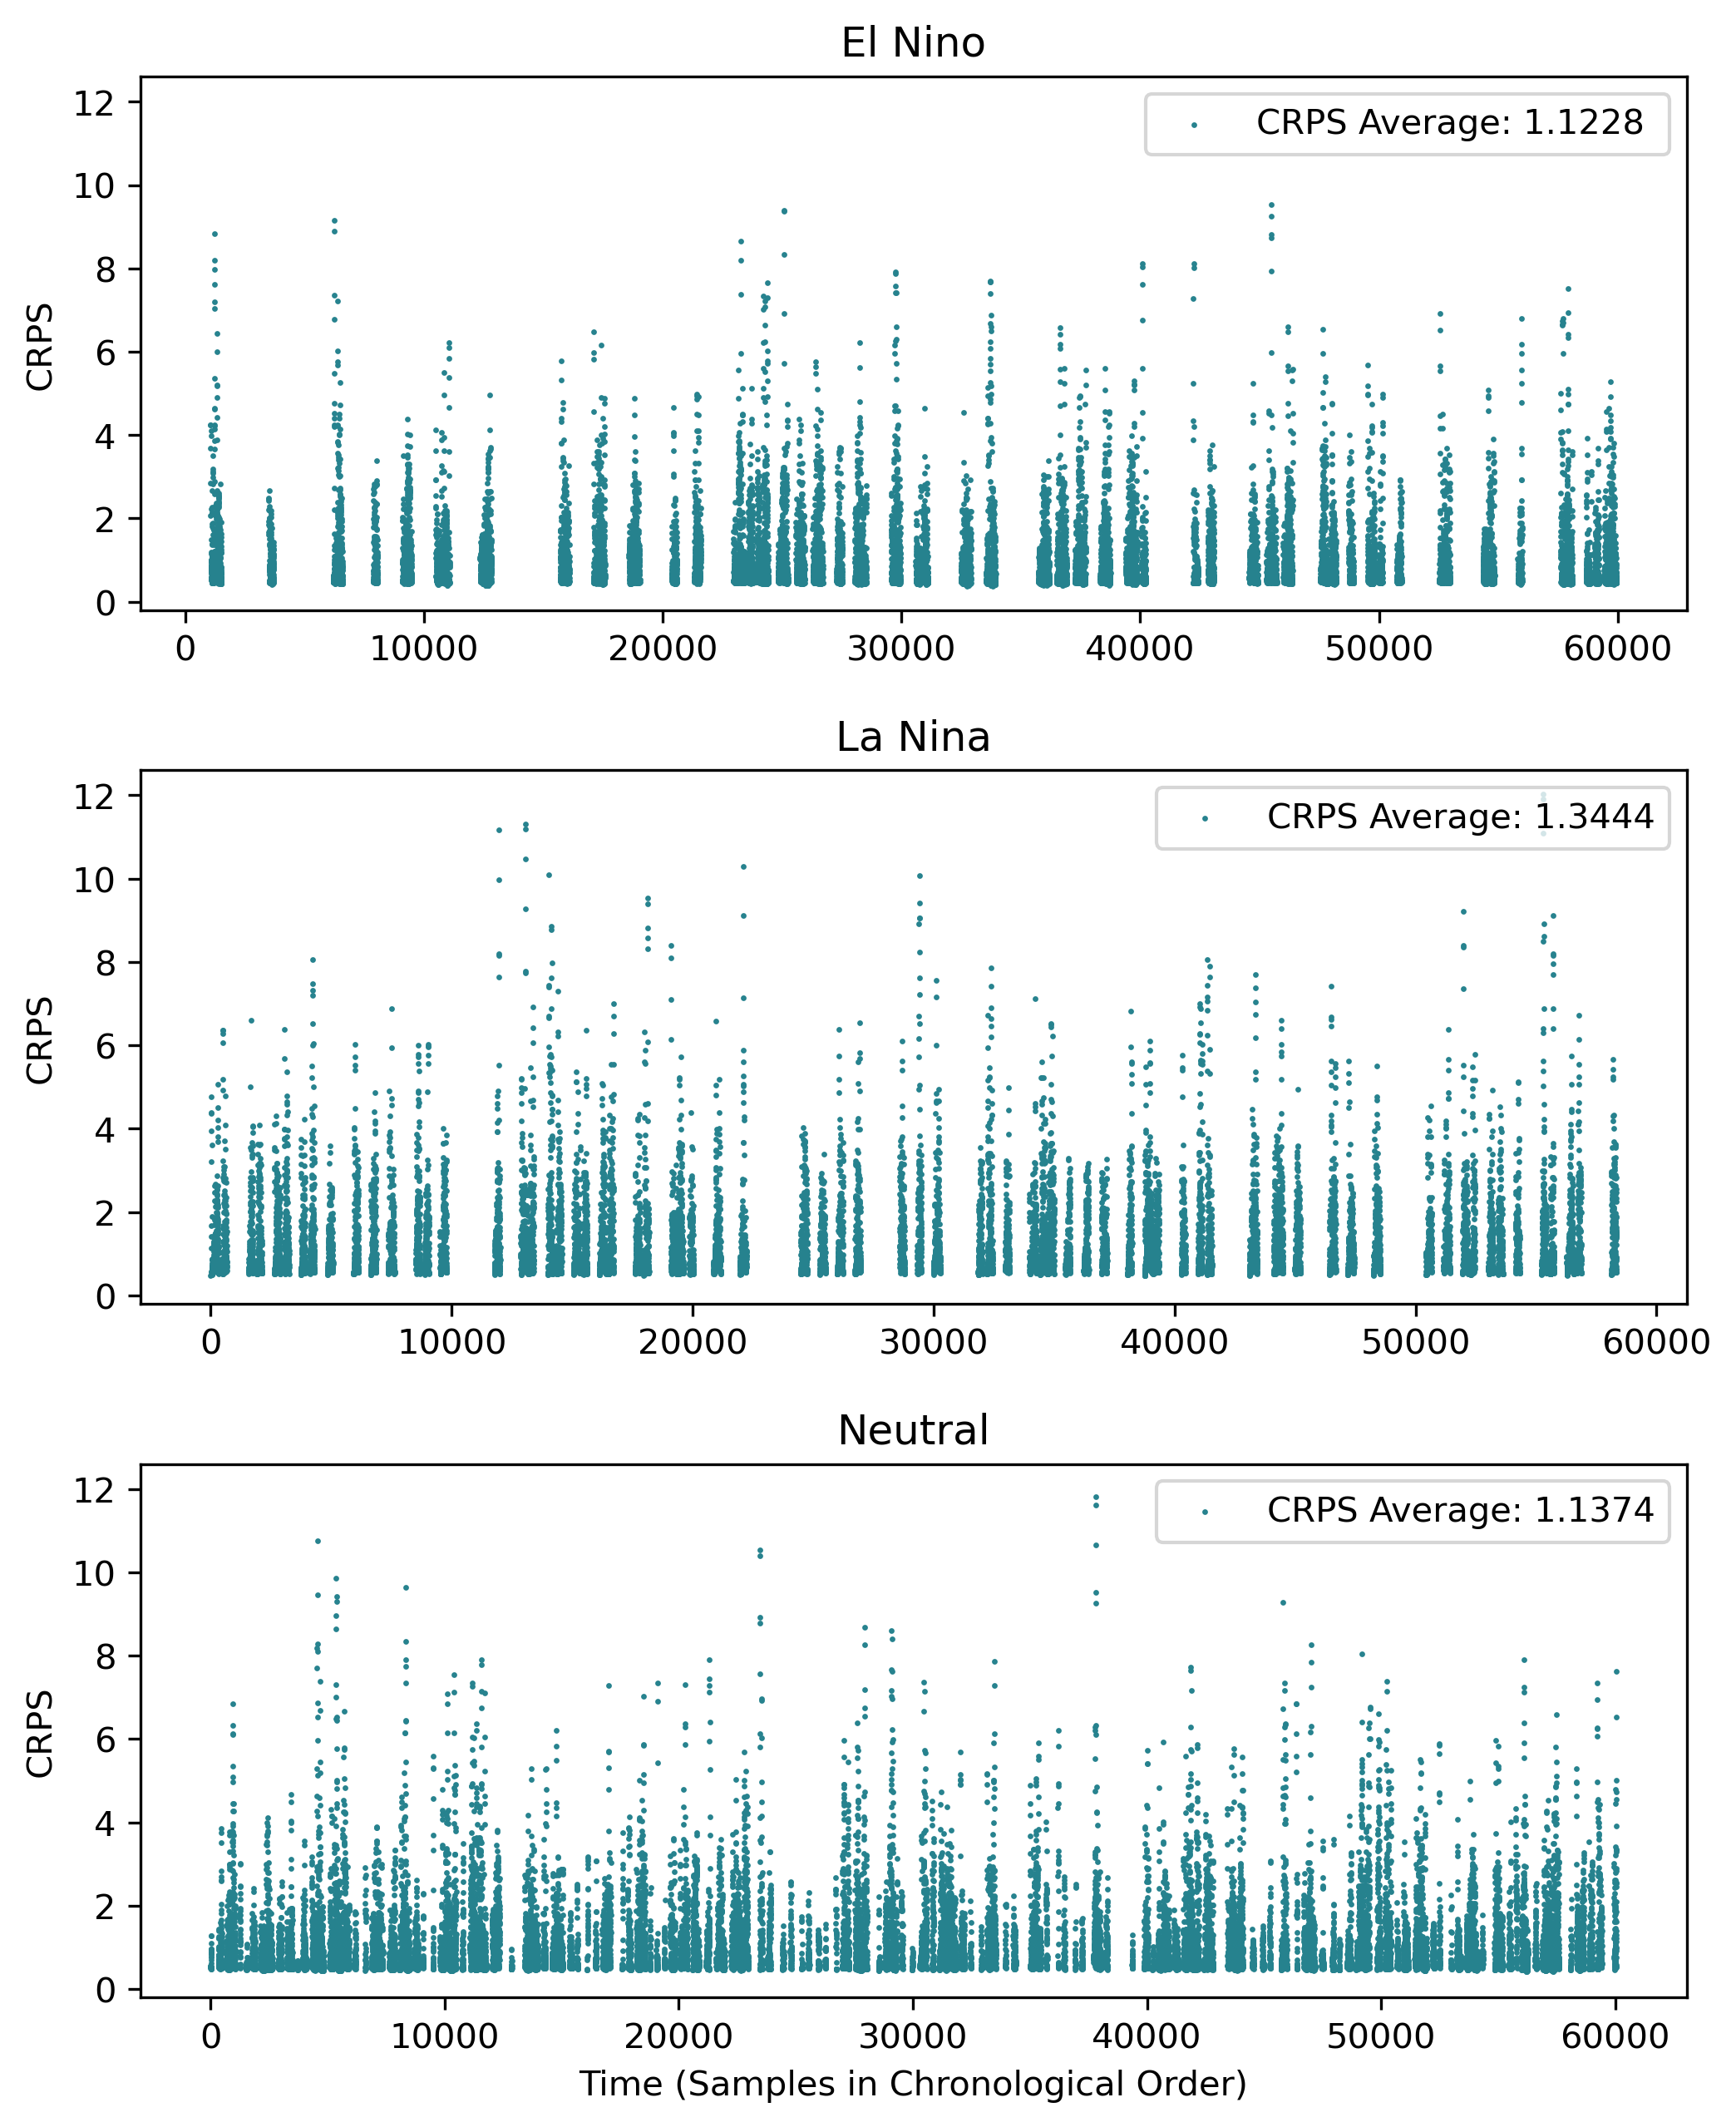 El Nino
CRPS Average: 1.1228
12
10
8
6
4
2
0
CRPS
0 10000 20000 30000 40000 50000 60000
La Nina
CRPS Average: 1.3444
12
10
8
6
4
2
0
CRPS
0 10000 20000 30000 40000 50000 60000
Neutral
CRPS Average: 1.1374
12
10
8
6
4
2
0
CRPS
0 10000 20000 30000 40000 50000 60000
Time (Samples in Chronological Order)